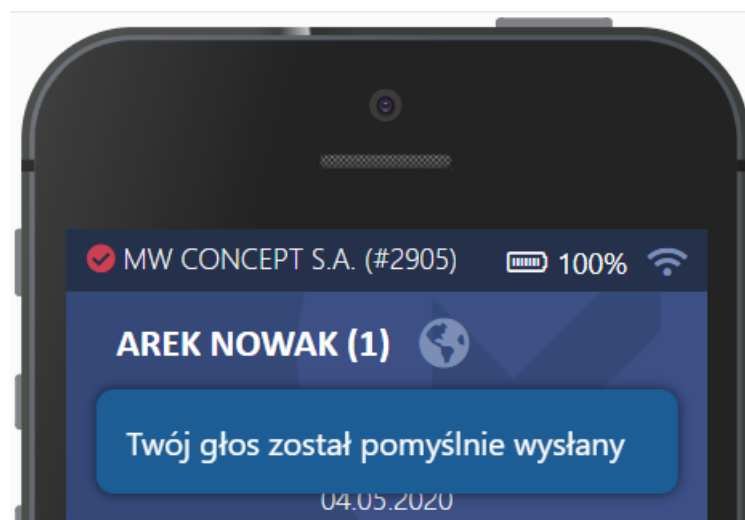 MW CONCEPT S.A. (#2905) 100%
AREK NOWAK (1)
Twój głos został pomyślnie wysłany
04.05.2020